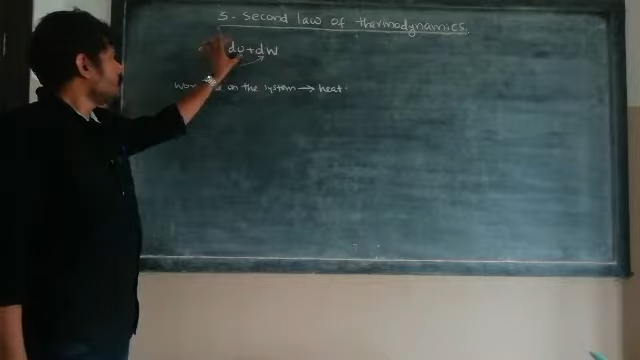 5. Second law of thermodynamics.
du+dW
on the system → heat.